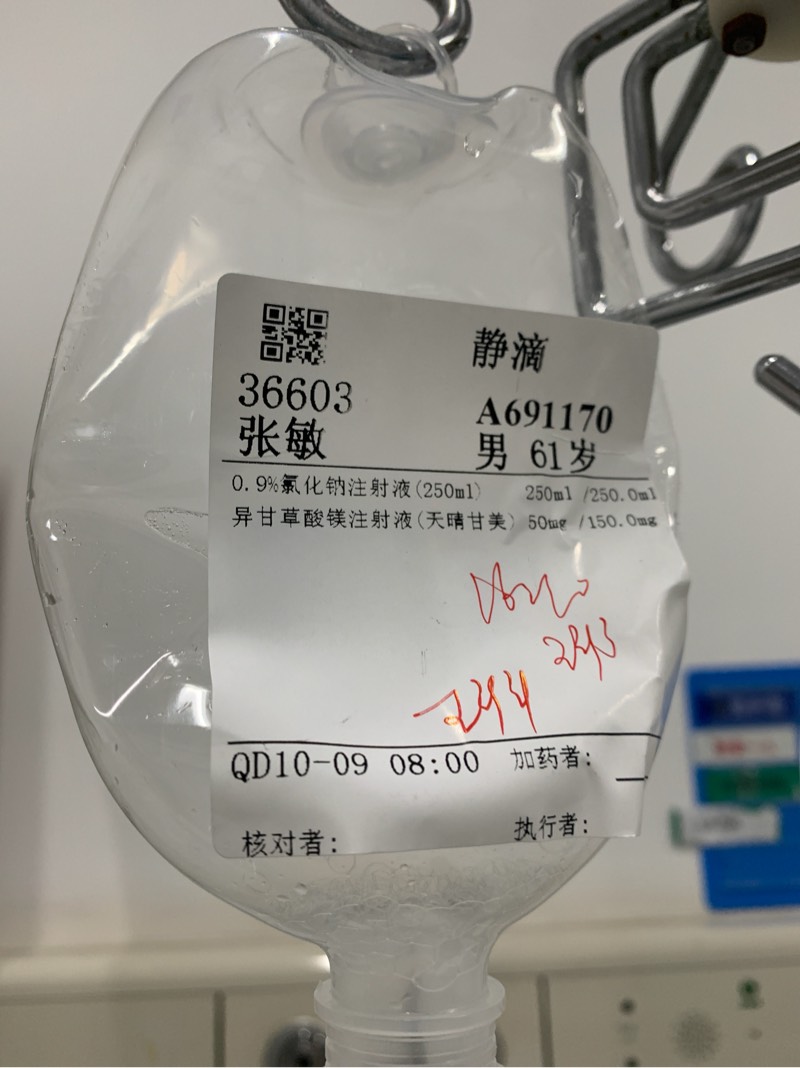 静滴
36603
A691170
张敏
男 61岁
0.9%氯化钠注射液(250ml) 250ml /250.0ml
异甘草酸镁注射液(天晴甘美) 50mg /150.0mg
QD10-09 08:00 加药者:
核对者: 执行者: